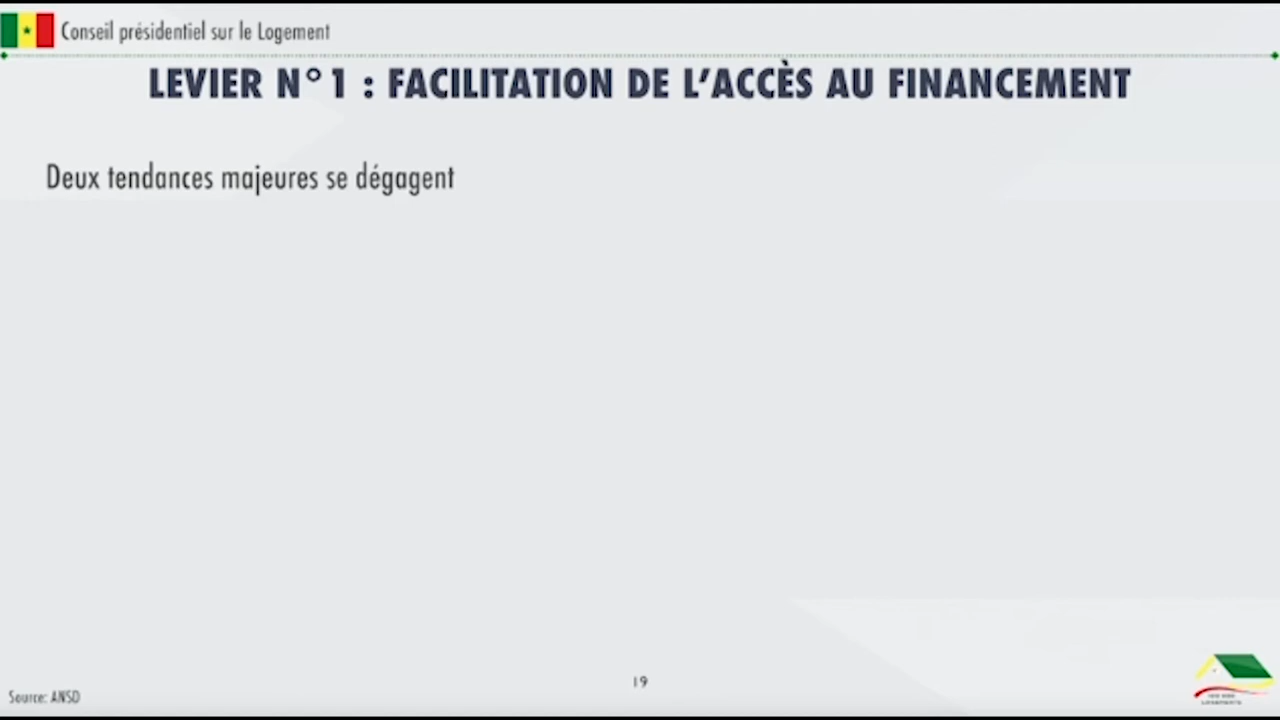 Conseil présidentiel sur le Logement
LEVIER N°1 : FACILITATION DE L'ACCÈS AU FINANCEMENT
Deux tendances majeures se dégagent
19
Source: ANSD
LOGEMENTS